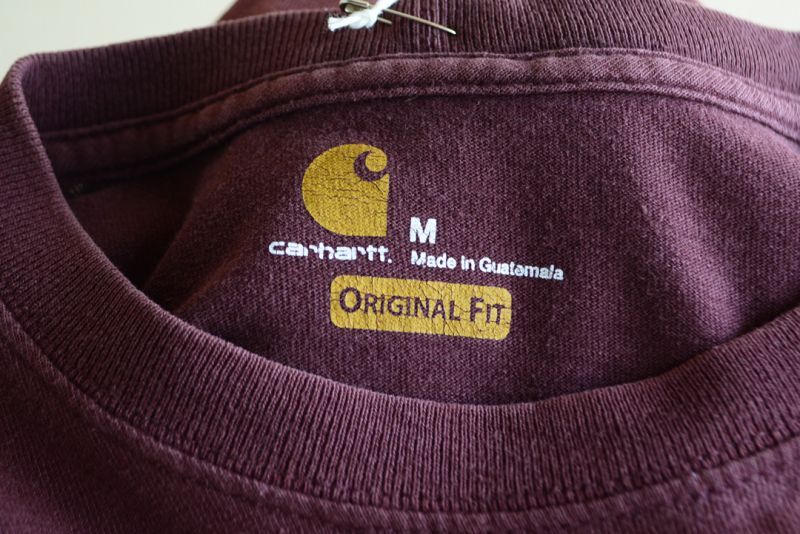 carhartt.
M
Made in Guatemala
ORIGINAL FIT